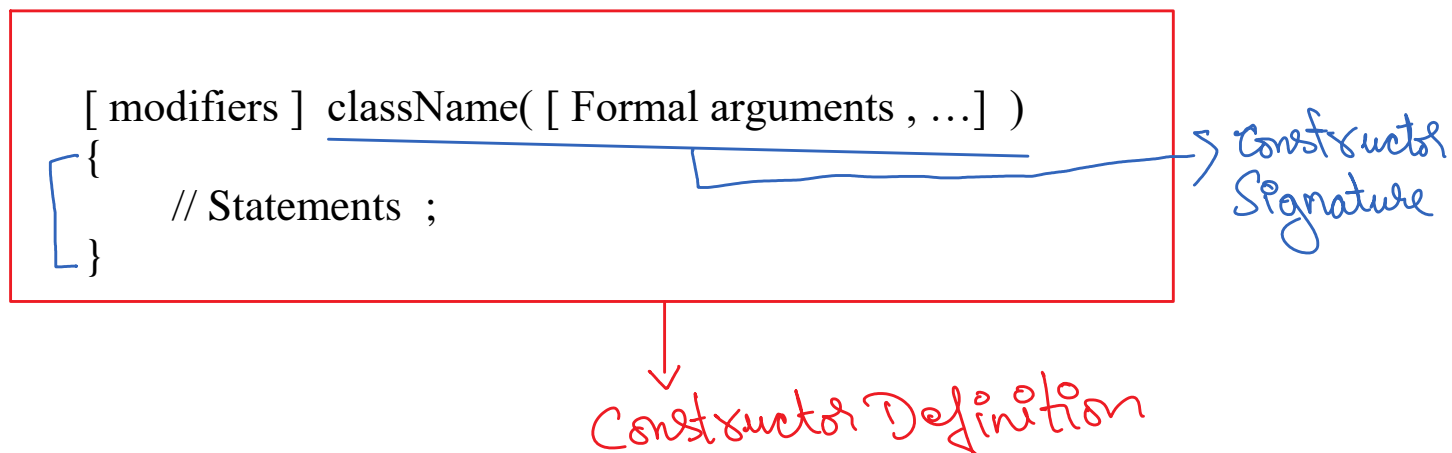 [ modifiers ] className( [ Formal arguments , …] )
{
// Statements ;
}
Constructor
Signature
Constructor Definition